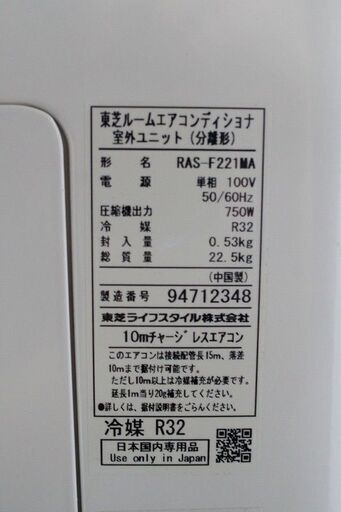 東芝ルームエアコンディショナ
室外ユニット（分離形）
形　名　RAS-F221MA
電　源　単相 100V
50/60Hz
圧縮機出力　750W
冷　媒　R32
封　入　量　0.53kg
総　質　量　22.5kg
（中国製）
製造番号　94712348
東芝ライフスタイル株式会社
10mチャージレスエアコン
このエアコンは接続配管長15m、落差
10mまで据付け可能です。
ただし10m以上は冷媒補充が必要です。
延長1m当り20g補充してください。
●詳しくは、据付説明書をごらんください。
冷媒 R32
日本国内専用品
Use only in Japan